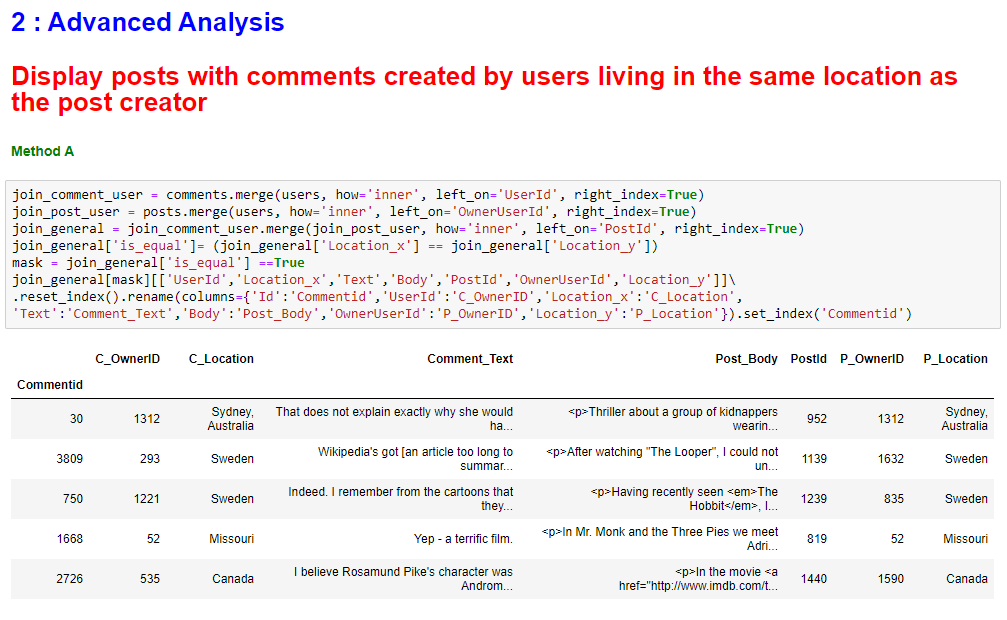 2 : Advanced Analysis
Display posts with comments created by users living in the same location as
the post creator
Method A
join_comment_user = comments.merge(users, how='inner', left_on='UserId', right_index=True)
join_post_user = posts.merge(users, how='inner', left_on='OwnerUserId', right_index=True)
join_general = join_comment_user.merge(join_post_user, how='inner', left_on='PostId', right_index=True)
join_general['is_equal']= (join_general['Location_x'] == join_general['Location_y'])
mask = join_general['is_equal'] ==True
join_general[mask][['UserId','Location_x','Text','Body','PostId','OwnerUserId','Location_y']]\
.reset_index().rename(columns={'Id':'Commentid','UserId':'C_OwnerID','Location_x':'C_Location',
'Text':'Comment_Text','Body':'Post_Body','OwnerUserId':'P_OwnerID','Location_y':'P_Location'}).set_index('Commentid')
C_OwnerID C_Location Comment_Text Post_Body PostId P_OwnerID P_Location
Commentid
30 1312 Sydney, Australia That does not explain exactly why she would ha... <p>Thriller about a group of kidnappers wearin... 952 1312 Sydney, Australia
3809 293 Sweden Wikipedia's got [an article too long to summar... <p>After watching "The Looper", I could not un... 1139 1632 Sweden
750 1221 Sweden Indeed. I remember from the cartoons that they... <p>Having recently seen <em>The Hobbit</em>, I... 1239 835 Sweden
1668 52 Missouri Yep - a terrific film. <p>In Mr. Monk and the Three Pies we meet Adri... 819 52 Missouri
2726 535 Canada I believe Rosamund Pike's character was Androm... <p>In the movie <a href="http://www.imdb.com/t... 1440 1590 Canada